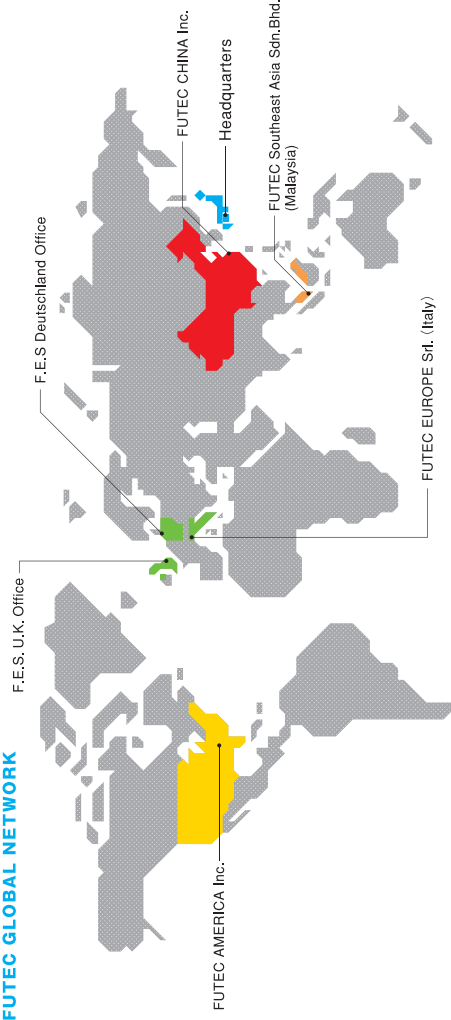 FUTEC GLOBAL NETWORK
F.E.S. U.K. Office
F.E.S Deutschland Office
FUTEC CHINA Inc.
Headquarters
FUTEC Southeast Asia Sdn.Bhd.
(Malaysia)
FUTEC AMERICA Inc.
FUTEC EUROPE Srl.（Italy）